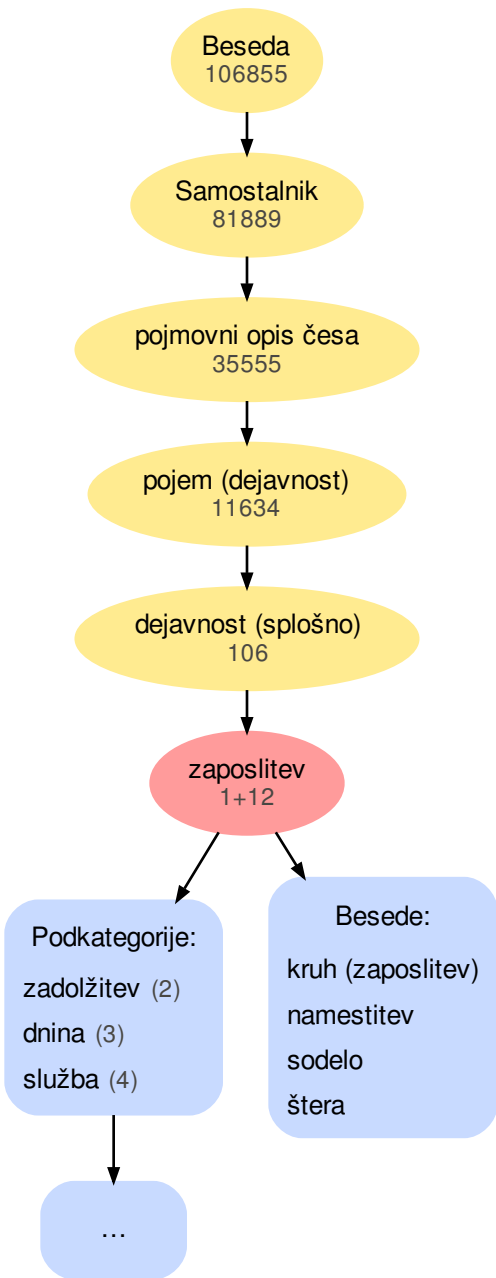 Beseda
106855
Samostalnik
81889
pojmovni opis česa
35555
pojem (dejavnost)
11634
dejavnost (splošno)
106
zaposlitev
1+12
Podkategorije:
zadolžitev (2)
dnina (3)
služba (4)
Besede:
kruh (zaposlitev)
namestitev
sodelo
štera
...